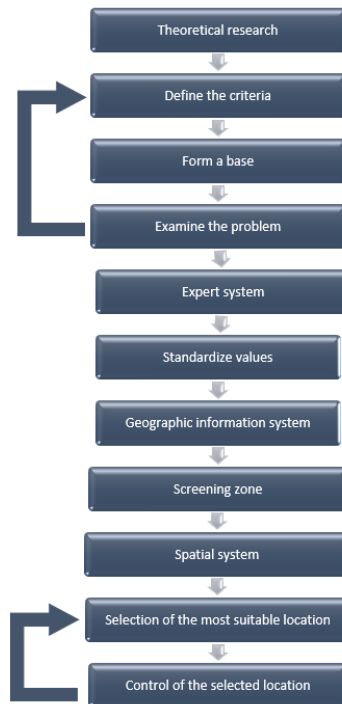 Theoretical research
Define the criteria
Form a base
Examine the problem
Expert system
Standardize values
Geographic information system
Screening zone
Spatial system
Selection of the most suitable location
Control of the selected location